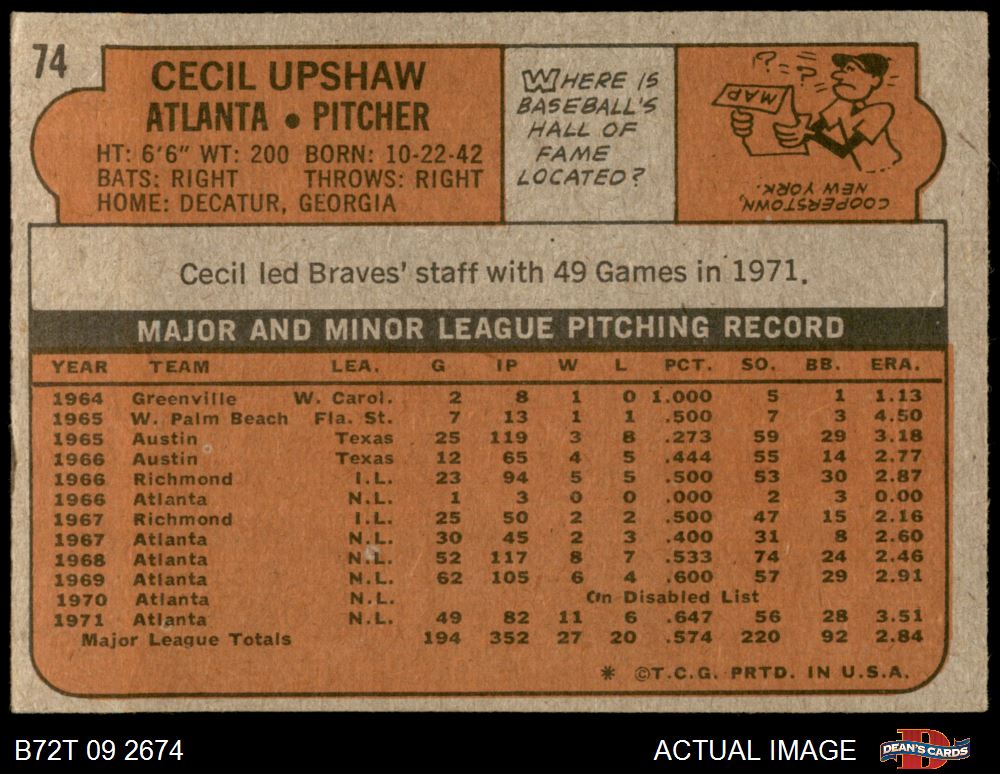 74
CECIL UPSHAW
ATLANTA • PITCHER
HT: 6'6" WT: 200 BORN: 10-22-42
BATS: RIGHT THROWS: RIGHT
HOME: DECATUR, GEORGIA
WHERE IS
BASEBALL'S
HALL OF
FAME
LOCATED?
? - ?
MAP
COOPERSTOWN,
NEW YORK.
Cecil led Braves' staff with 49 Games in 1971.
MAJOR AND MINOR LEAGUE PITCHING RECORD
YEAR TEAM LEA. G IP W L PCT. SO. BB. ERA.
1964 Greenville W. Carol. 2 8 1 0 1.000 5 1 1.13
1965 W. Palm Beach Fla. St. 7 13 1 1 .500 7 3 4.50
1965 Austin Texas 25 119 3 8 .273 59 29 3.18
1966 Austin Texas 12 65 4 5 .444 55 14 2.77
1966 Richmond I.L. 23 94 5 5 .500 53 30 2.87
1966 Atlanta N.L. 1 3 0 0 .000 2 3 0.00
1967 Richmond I.L. 25 50 2 2 .500 47 15 2.16
1967 Atlanta N.L. 30 45 2 3 .400 31 8 2.60
1968 Atlanta N.L. 52 117 8 7 .533 74 24 2.46
1969 Atlanta N.L. 62 105 6 4 .600 57 29 2.91
1970 Atlanta N.L. On Disabled List
1971 Atlanta N.L. 49 82 11 6 .647 56 28 3.51
Major League Totals 194 352 27 20 .574 220 92 2.84
* ©T.C.G. PRTD. IN U.S.A.
B72T 09 2674
ACTUAL IMAGE
DEAN'S CARDS